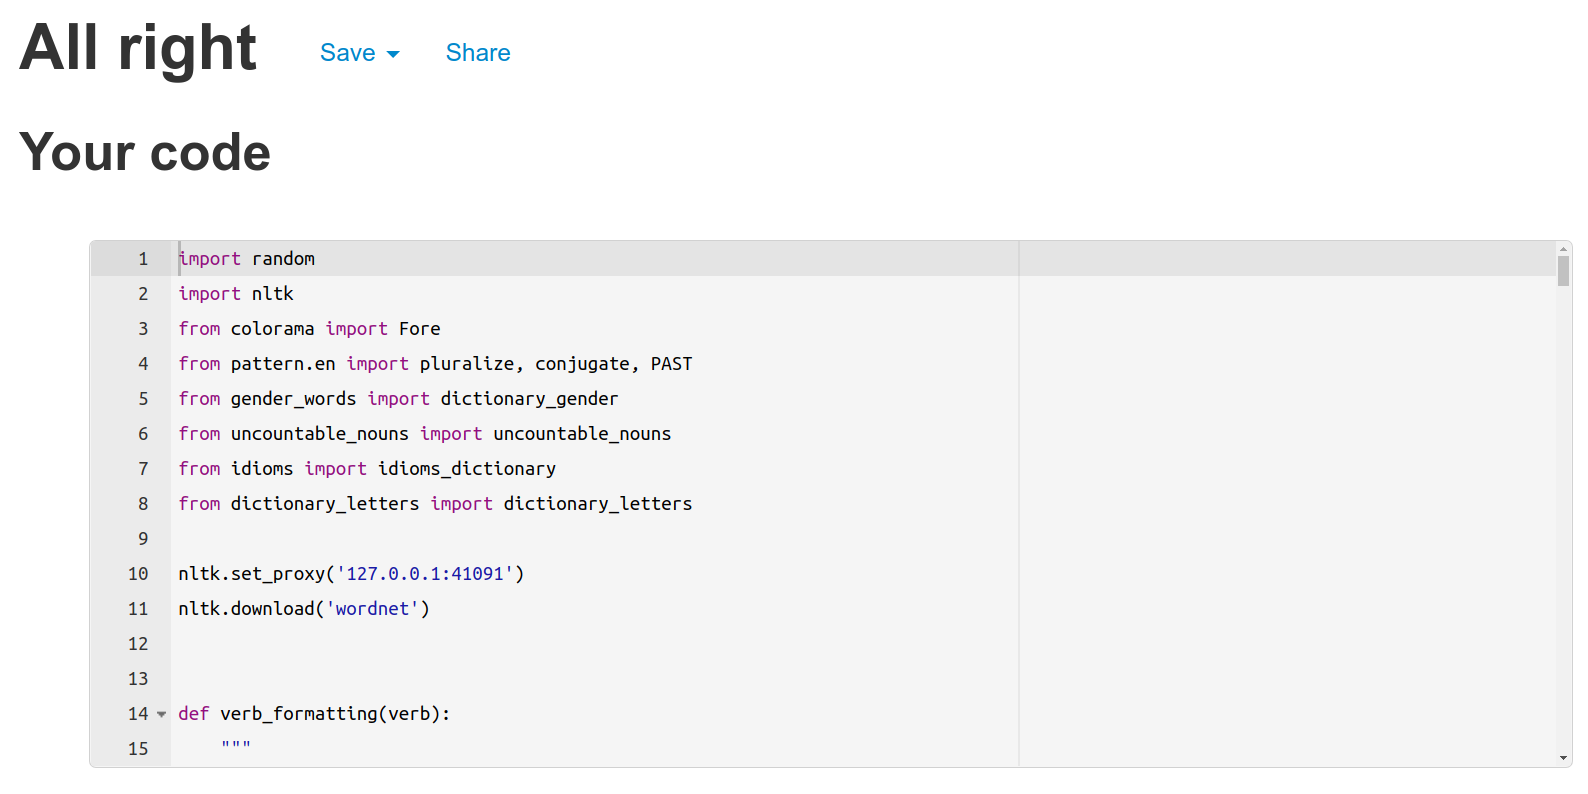 All right Save Share
Your code
1 import random
2 import nltk
3 from colorama import Fore
4 from pattern.en import pluralize, conjugate, PAST
5 from gender_words import dictionary_gender
6 from uncountable_nouns import uncountable_nouns
7 from idioms import idioms_dictionary
8 from dictionary_letters import dictionary_letters
9
10 nltk.set_proxy('127.0.0.1:41091')
11 nltk.download('wordnet')
12
13
14 def verb_formatting(verb):
15     """